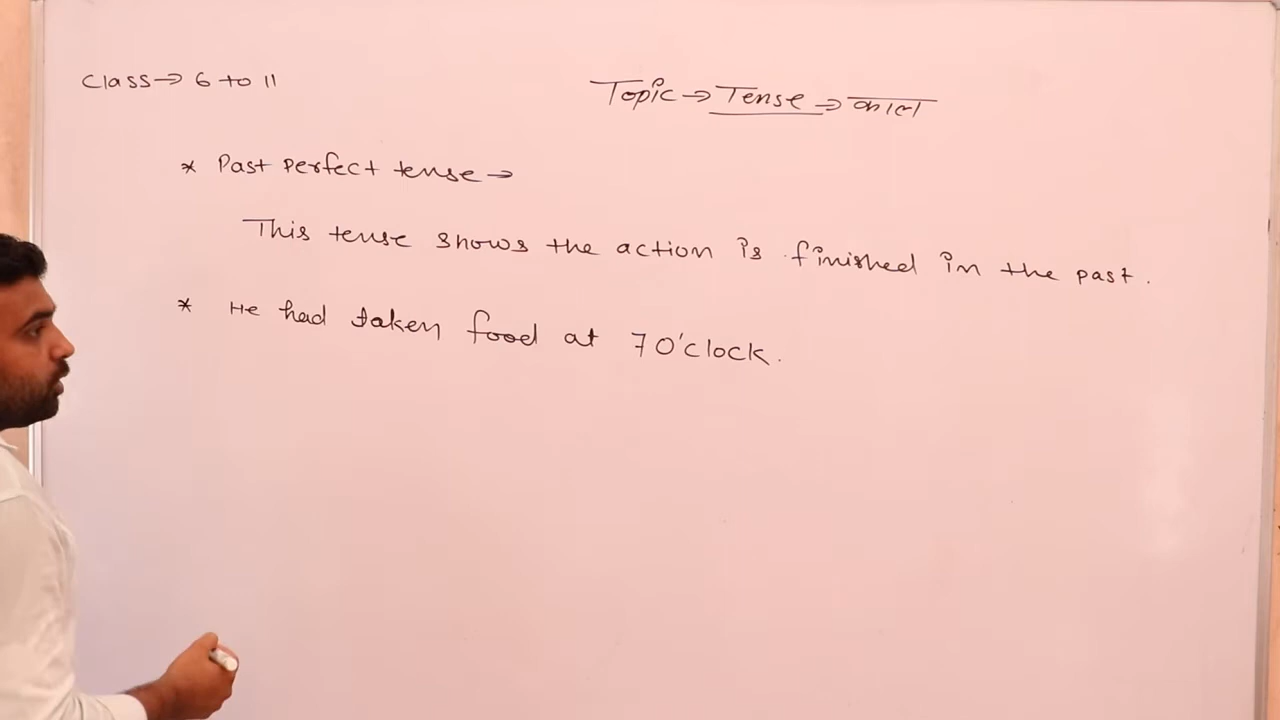 Class→ 6 to 11
Topic → Tense → काल
* Past perfect tense →
This tense shows the action is finished in the past.
* He had taken food at 7 O'clock.